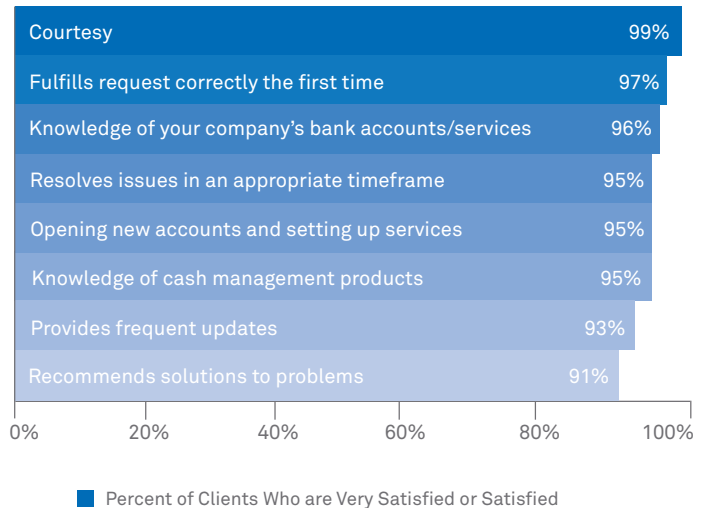 Courtesy 99%
Fulfills request correctly the first time 97%
Knowledge of your company's bank accounts/services 96%
Resolves issues in an appropriate timeframe 95%
Opening new accounts and setting up services 95%
Knowledge of cash management products 95%
Provides frequent updates 93%
Recommends solutions to problems 91%
0% 20% 40% 60% 80% 100%
Percent of Clients Who are Very Satisfied or Satisfied